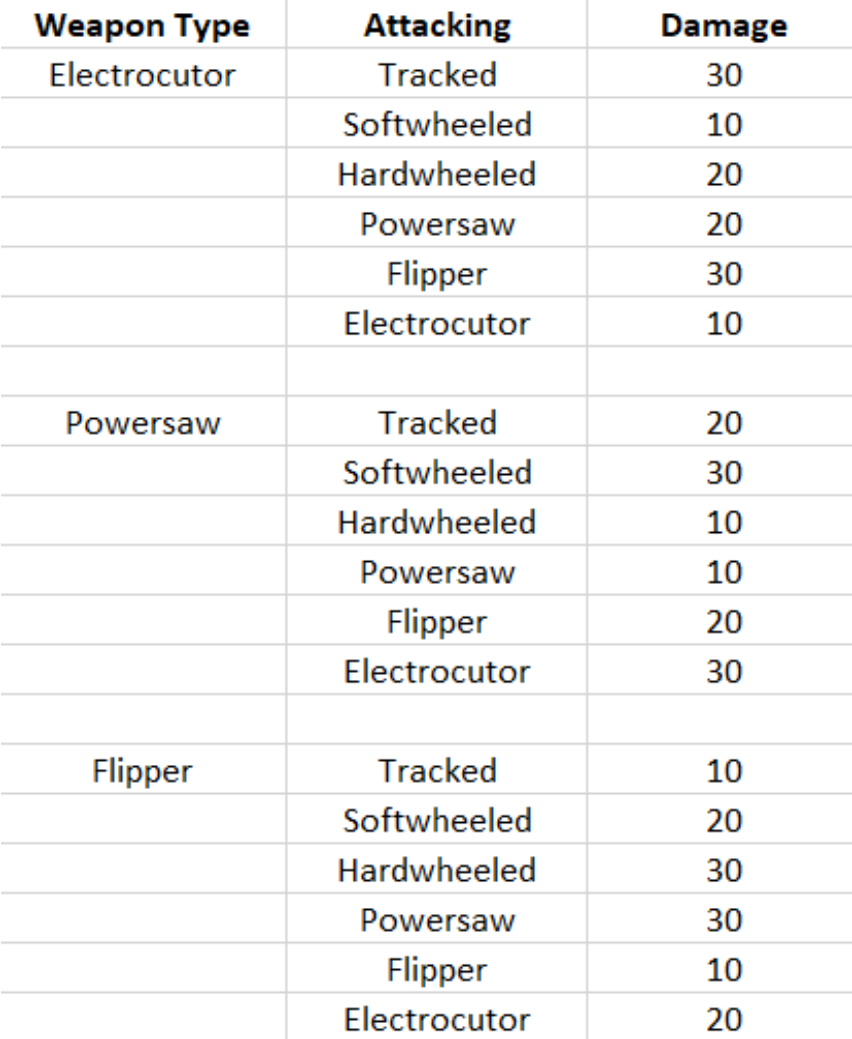 Weapon Type Attacking Damage
Electrocutor Tracked 30
Softwheeled 10
Hardwheeled 20
Powersaw 20
Flipper 30
Electrocutor 10
Powersaw Tracked 20
Softwheeled 30
Hardwheeled 10
Powersaw 10
Flipper 20
Electrocutor 30
Flipper Tracked 10
Softwheeled 20
Hardwheeled 30
Powersaw 30
Flipper 10
Electrocutor 20